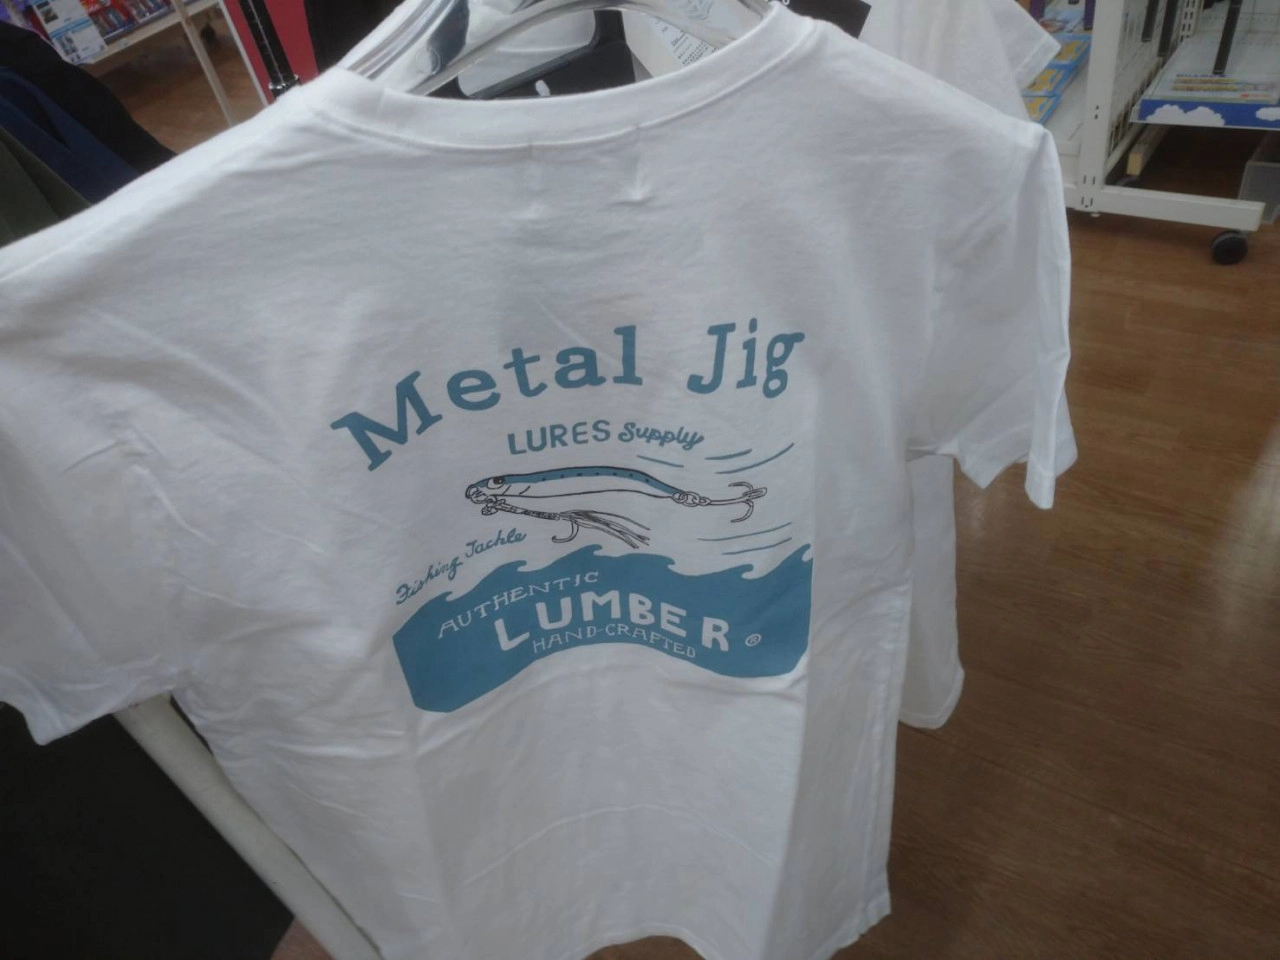 Metal Jig
LURES Supply
Fishing Tackle
AUTHENTIC
LUMBER ®
HAND-CRAFTED